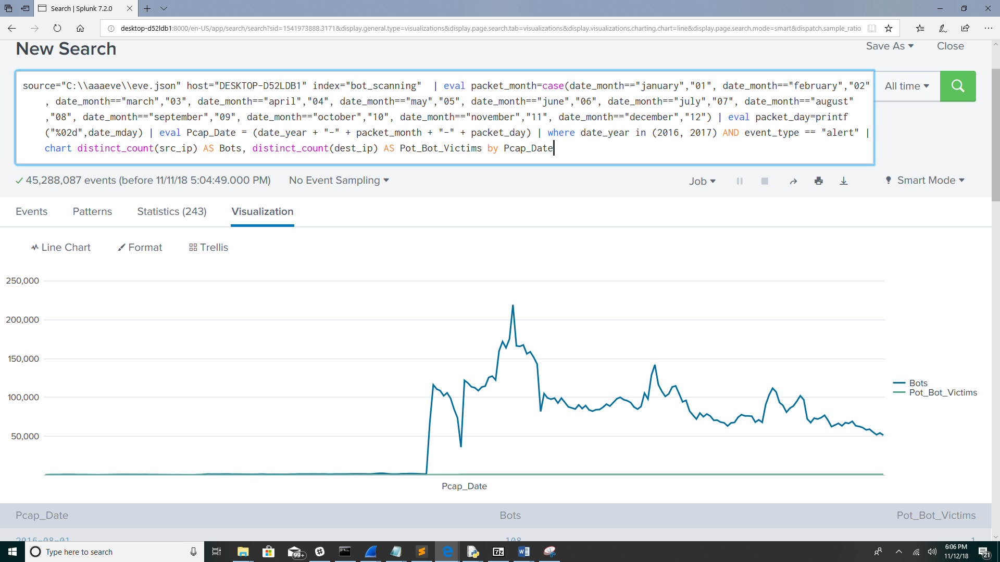 Search | Splunk 7.2.0
desktop-d52ldb1:8000/en-US/app/search/search?sid=1541973888.3171&display.general.type=visualizations&display.page.search.tab=visualizations&display.visualizations.charting.chart=line&display.page.search.mode=smart&dispatch.sample_ratio
New Search
Save As
Close
source="C:\\aaaeve\\eve.json" host="DESKTOP-D52LDB1" index="bot_scanning"  | eval packet_month=case(date_month=="january","01", date_month=="february","02"
, date_month=="march","03", date_month=="april","04", date_month=="may","05", date_month=="june","06", date_month=="july","07", date_month=="august"
,"08", date_month=="september","09", date_month=="october","10", date_month=="november","11", date_month=="december","12") | eval packet_day=printf
("%02d",date_mday) | eval Pcap_Date = (date_year + "-" + packet_month + "-" + packet_day) | where date_year in (2016, 2017) AND event_type == "alert" |
chart distinct_count(src_ip) AS Bots, distinct_count(dest_ip) AS Pot_Bot_Victims by Pcap_Date
All time
45,288,087 events (before 11/11/18 5:04:49.000 PM)
No Event Sampling
Job
Smart Mode
Events
Patterns
Statistics (243)
Visualization
Line Chart
Format
Trellis
250,000
200,000
150,000
100,000
50,000
Bots
Pot_Bot_Victims
Pcap_Date
Pcap_Date
Bots
Pot_Bot_Victims
2016-08-01
108
1
Type here to search
99+
7z
6:06 PM
11/12/18
21